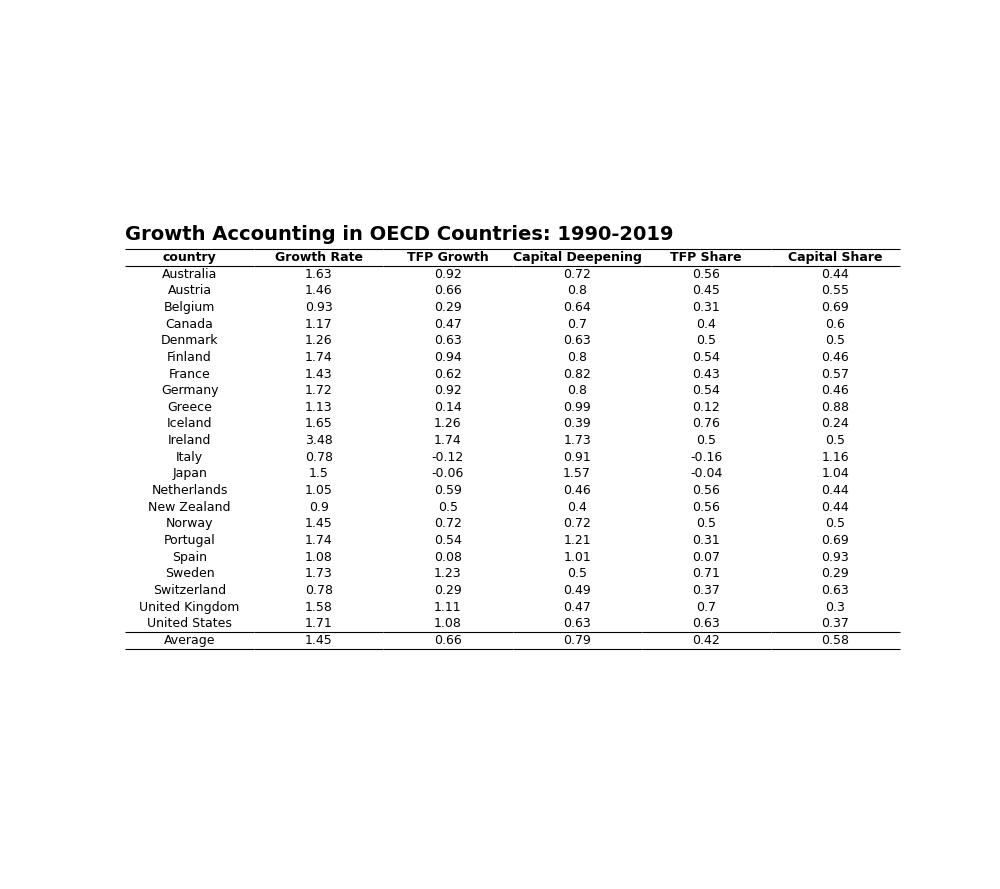 Growth Accounting in OECD Countries: 1990-2019
country Growth Rate TFP Growth Capital Deepening TFP Share Capital Share
Australia 1.63 0.92 0.72 0.56 0.44
Austria 1.46 0.66 0.8 0.45 0.55
Belgium 0.93 0.29 0.64 0.31 0.69
Canada 1.17 0.47 0.7 0.4 0.6
Denmark 1.26 0.63 0.63 0.5 0.5
Finland 1.74 0.94 0.8 0.54 0.46
France 1.43 0.62 0.82 0.43 0.57
Germany 1.72 0.92 0.8 0.54 0.46
Greece 1.13 0.14 0.99 0.12 0.88
Iceland 1.65 1.26 0.39 0.76 0.24
Ireland 3.48 1.74 1.73 0.5 0.5
Italy 0.78 -0.12 0.91 -0.16 1.16
Japan 1.5 -0.06 1.57 -0.04 1.04
Netherlands 1.05 0.59 0.46 0.56 0.44
New Zealand 0.9 0.5 0.4 0.56 0.44
Norway 1.45 0.72 0.72 0.5 0.5
Portugal 1.74 0.54 1.21 0.31 0.69
Spain 1.08 0.08 1.01 0.07 0.93
Sweden 1.73 1.23 0.5 0.71 0.29
Switzerland 0.78 0.29 0.49 0.37 0.63
United Kingdom 1.58 1.11 0.47 0.7 0.3
United States 1.71 1.08 0.63 0.63 0.37
Average 1.45 0.66 0.79 0.42 0.58